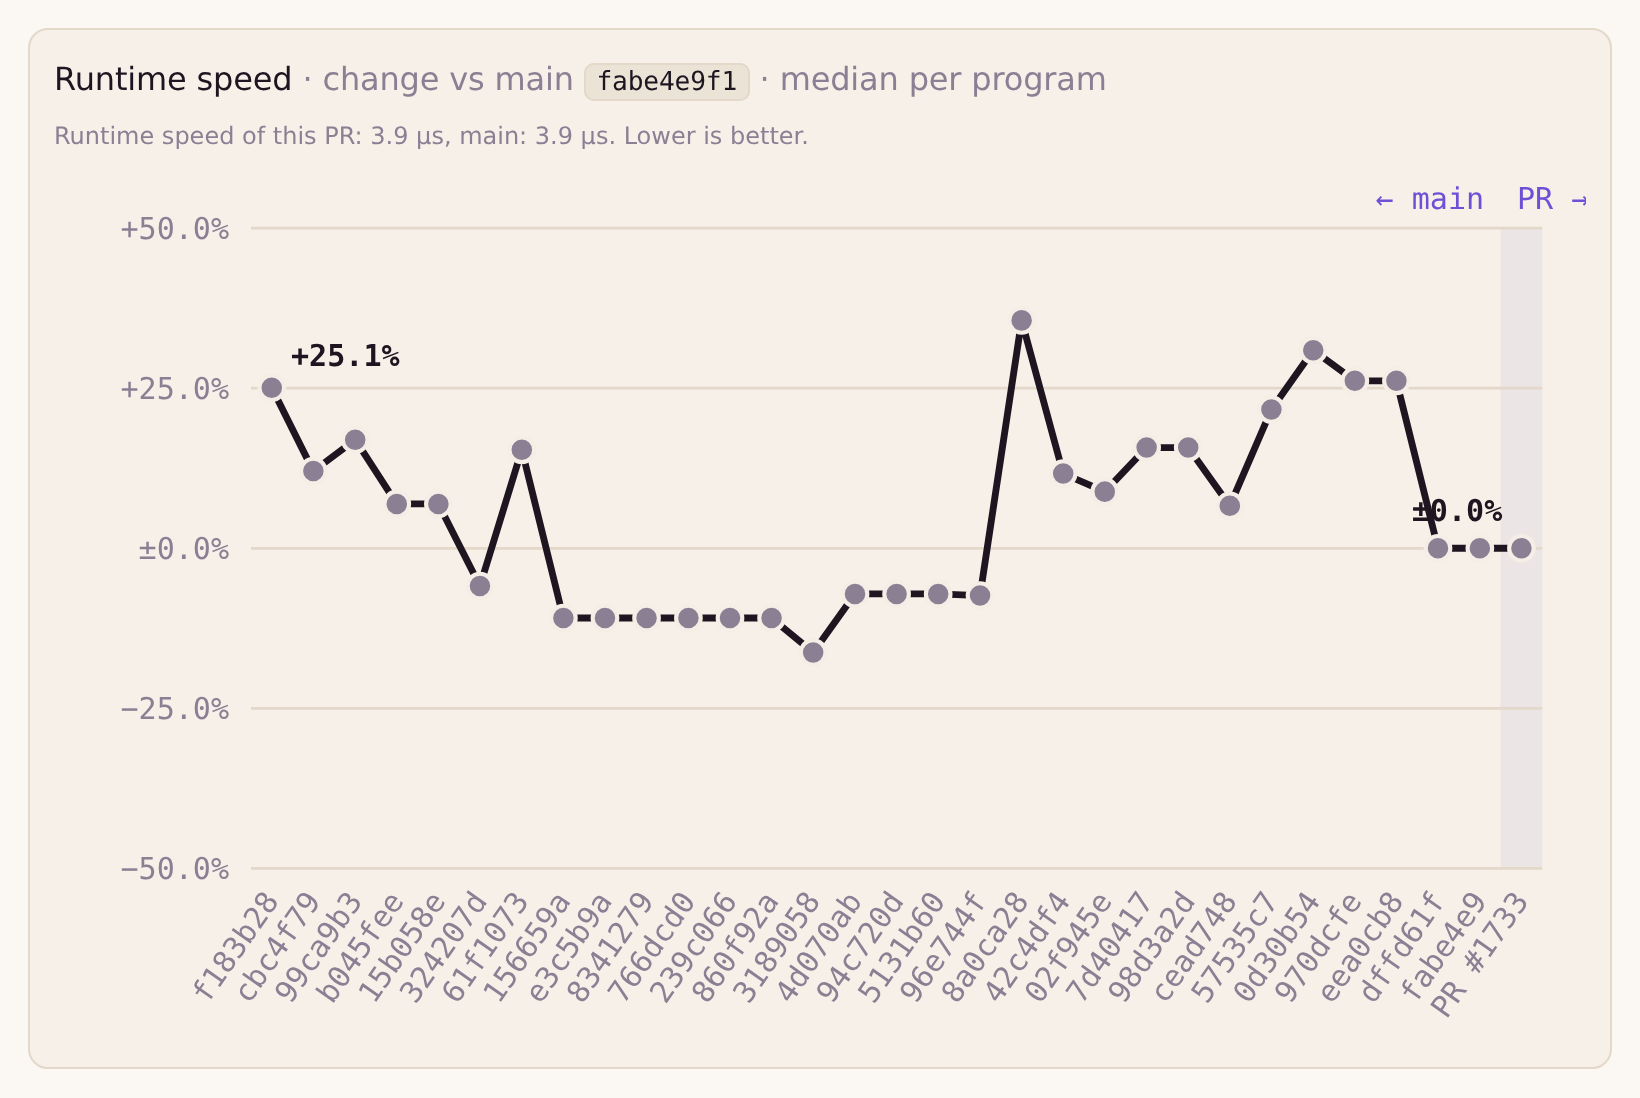 Runtime speed · change vs main fabe4e9f1 · median per program
Runtime speed of this PR: 3.9 µs, main: 3.9 µs. Lower is better.
← main PR →
+50.0%
+25.0%
±0.0%
−25.0%
−50.0%
+25.1%
±0.0%
f183b28
cbc4f79
99ca9b3
b045fee
15b058e
324207d
61f1073
156659a
e3c5b9a
8341279
766dcd0
239c066
860f92a
3189058
4d070ab
94c720d
5131b60
96e744f
8a0ca28
42c4df4
02f945e
7d40417
98d3a2d
cead748
57535c7
0d30b54
970dcfe
eea0cb8
dffd61f
fabe4e9
PR #1733